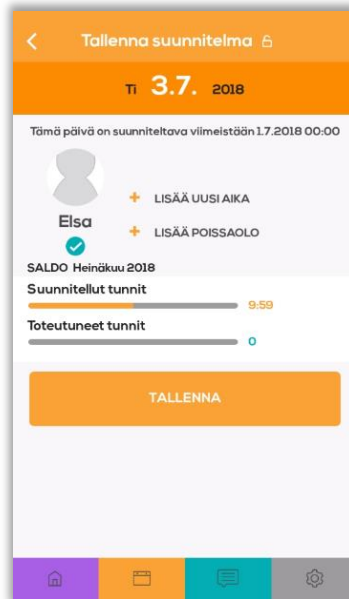 Tallenna suunnitelma
Ti 3.7. 2018
Tämä päivä on suunniteltava viimeistään 1.7.2018 00:00
+ LISÄÄ UUSI AIKA
Elsa
+ LISÄÄ POISSAOLO
SALDO Heinäkuu 2018
Suunnitellut tunnit
9:59
Toteutuneet tunnit
0
TALLENNA